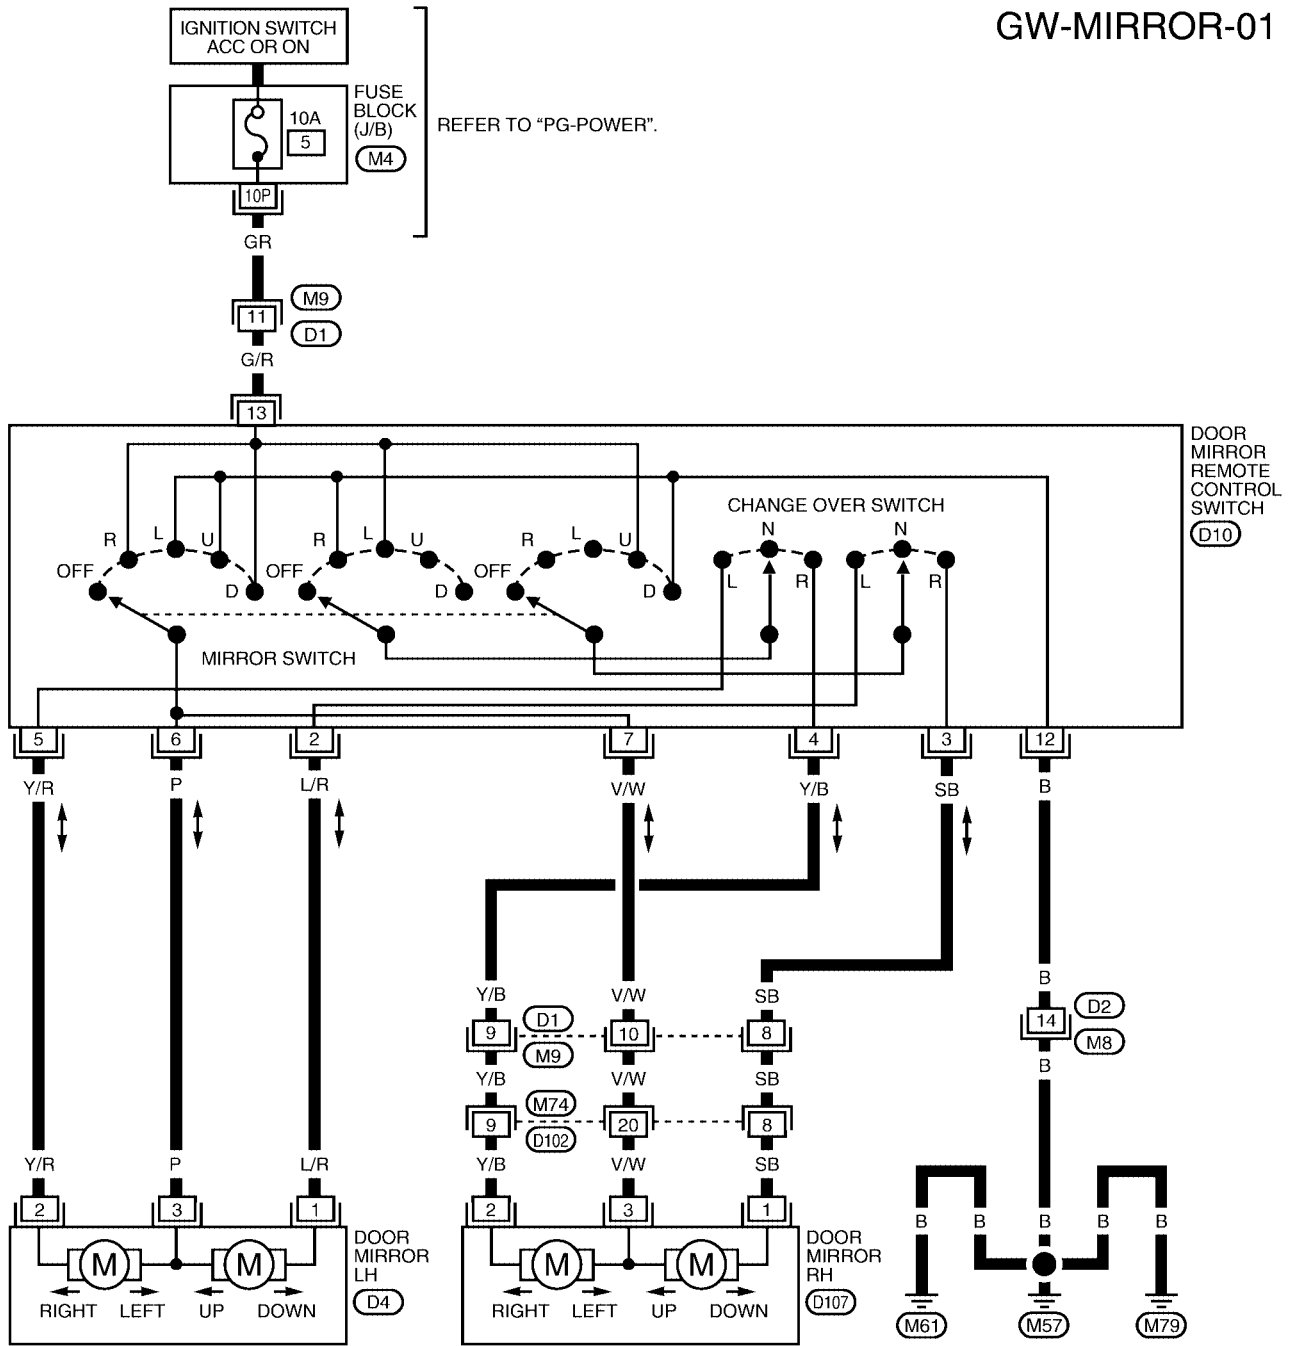 GW-MIRROR-01
IGNITION SWITCH
ACC OR ON
FUSE
BLOCK
(J/B)
M4
10A
5
REFER TO “PG-POWER”.
10P
GR
M9
11
D1
G/R
13
DOOR
MIRROR
REMOTE
CONTROL
SWITCH
D10
CHANGE OVER SWITCH
OFF R L U D
OFF R L U D
OFF R L U D
L N R
L N R
MIRROR SWITCH
5 6 2 7 4 3 12
Y/R P L/R V/W Y/B SB B
Y/B V/W SB B
D1
9 10 8
M9
14
D2
M8
Y/B V/W SB B
M74
9 20 8
D102
Y/R P L/R Y/B V/W SB
2 3 1 2 3 1
B B B B B
M M
RIGHT LEFT UP DOWN
DOOR
MIRROR
LH
D4
M M
RIGHT LEFT UP DOWN
DOOR
MIRROR
RH
D107
M61 M57 M79